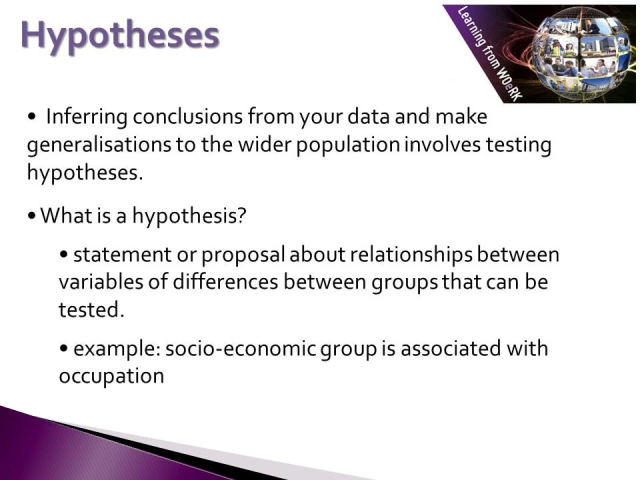 Hypotheses
Learning from WOeRK
• Inferring conclusions from your data and make
generalisations to the wider population involves testing
hypotheses.
• What is a hypothesis?
• statement or proposal about relationships between
variables of differences between groups that can be
tested.
• example: socio-economic group is associated with
occupation